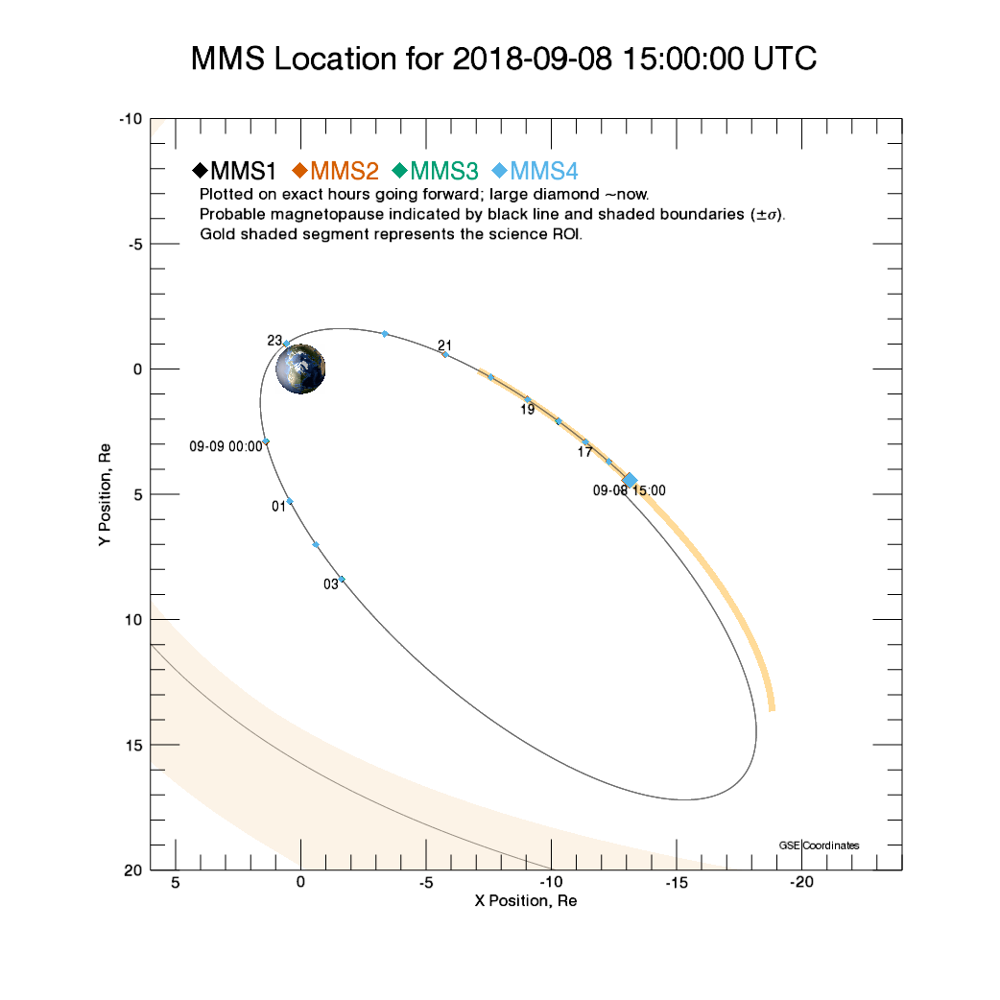 MMS Location for 2018-09-08 15:00:00 UTC
-10
MMS1 MMS2 MMS3 MMS4
Plotted on exact hours going forward; large diamond ~now.
Probable magnetopause indicated by black line and shaded boundaries (±σ).
Gold shaded segment represents the science ROI.
-5
23
21
0
19
09-09 00:00
17
09-08 15:00
5
01
Y Position, Re
03
10
15
GSE Coordinates
20
5 0 -5 -10 -15 -20
X Position, Re